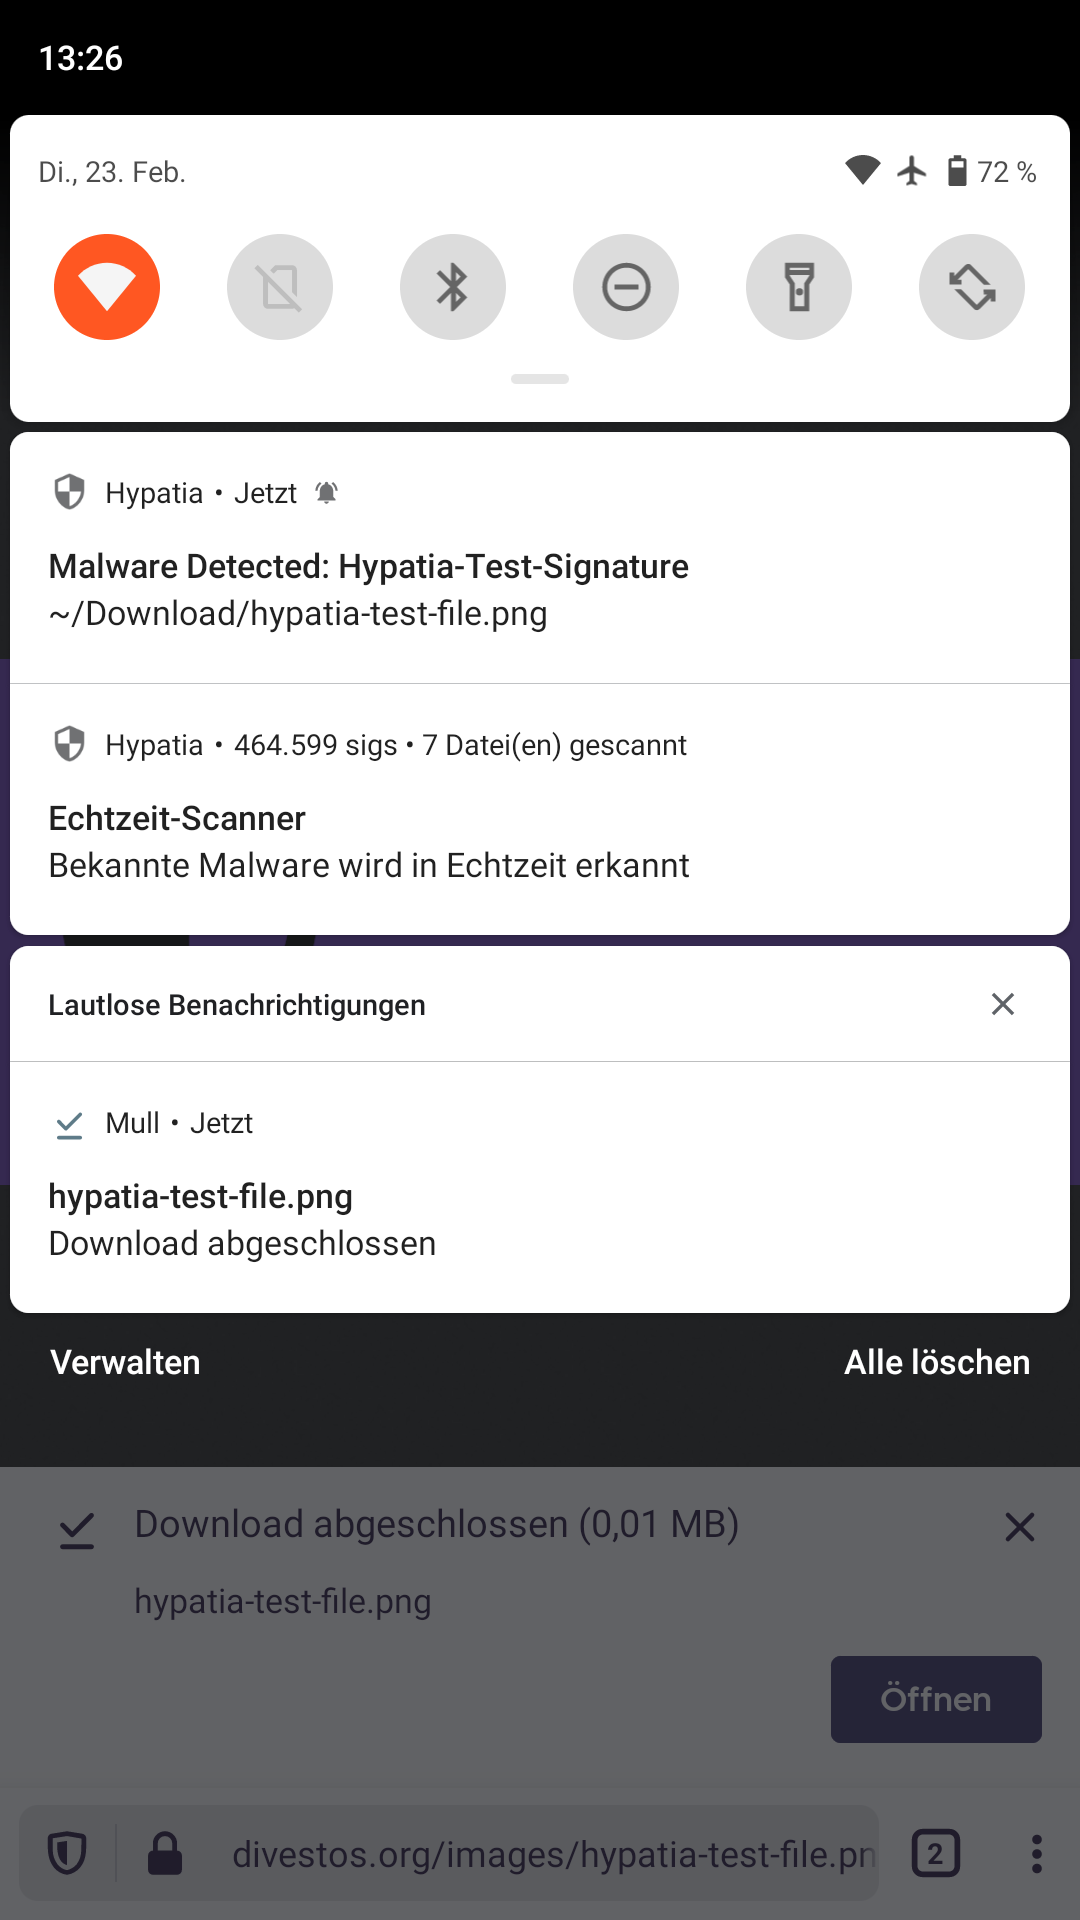 13:26
Di., 23. Feb.
72 %
Hypatia • Jetzt
Malware Detected: Hypatia-Test-Signature
~/Download/hypatia-test-file.png
Hypatia • 464.599 sigs • 7 Datei(en) gescannt
Echtzeit-Scanner
Bekannte Malware wird in Echtzeit erkannt
Lautlose Benachrichtigungen
Mull • Jetzt
hypatia-test-file.png
Download abgeschlossen
Verwalten
Alle löschen
Download abgeschlossen (0,01 MB)
hypatia-test-file.png
Öffnen
divestos.org/images/hypatia-test-file.pn
2